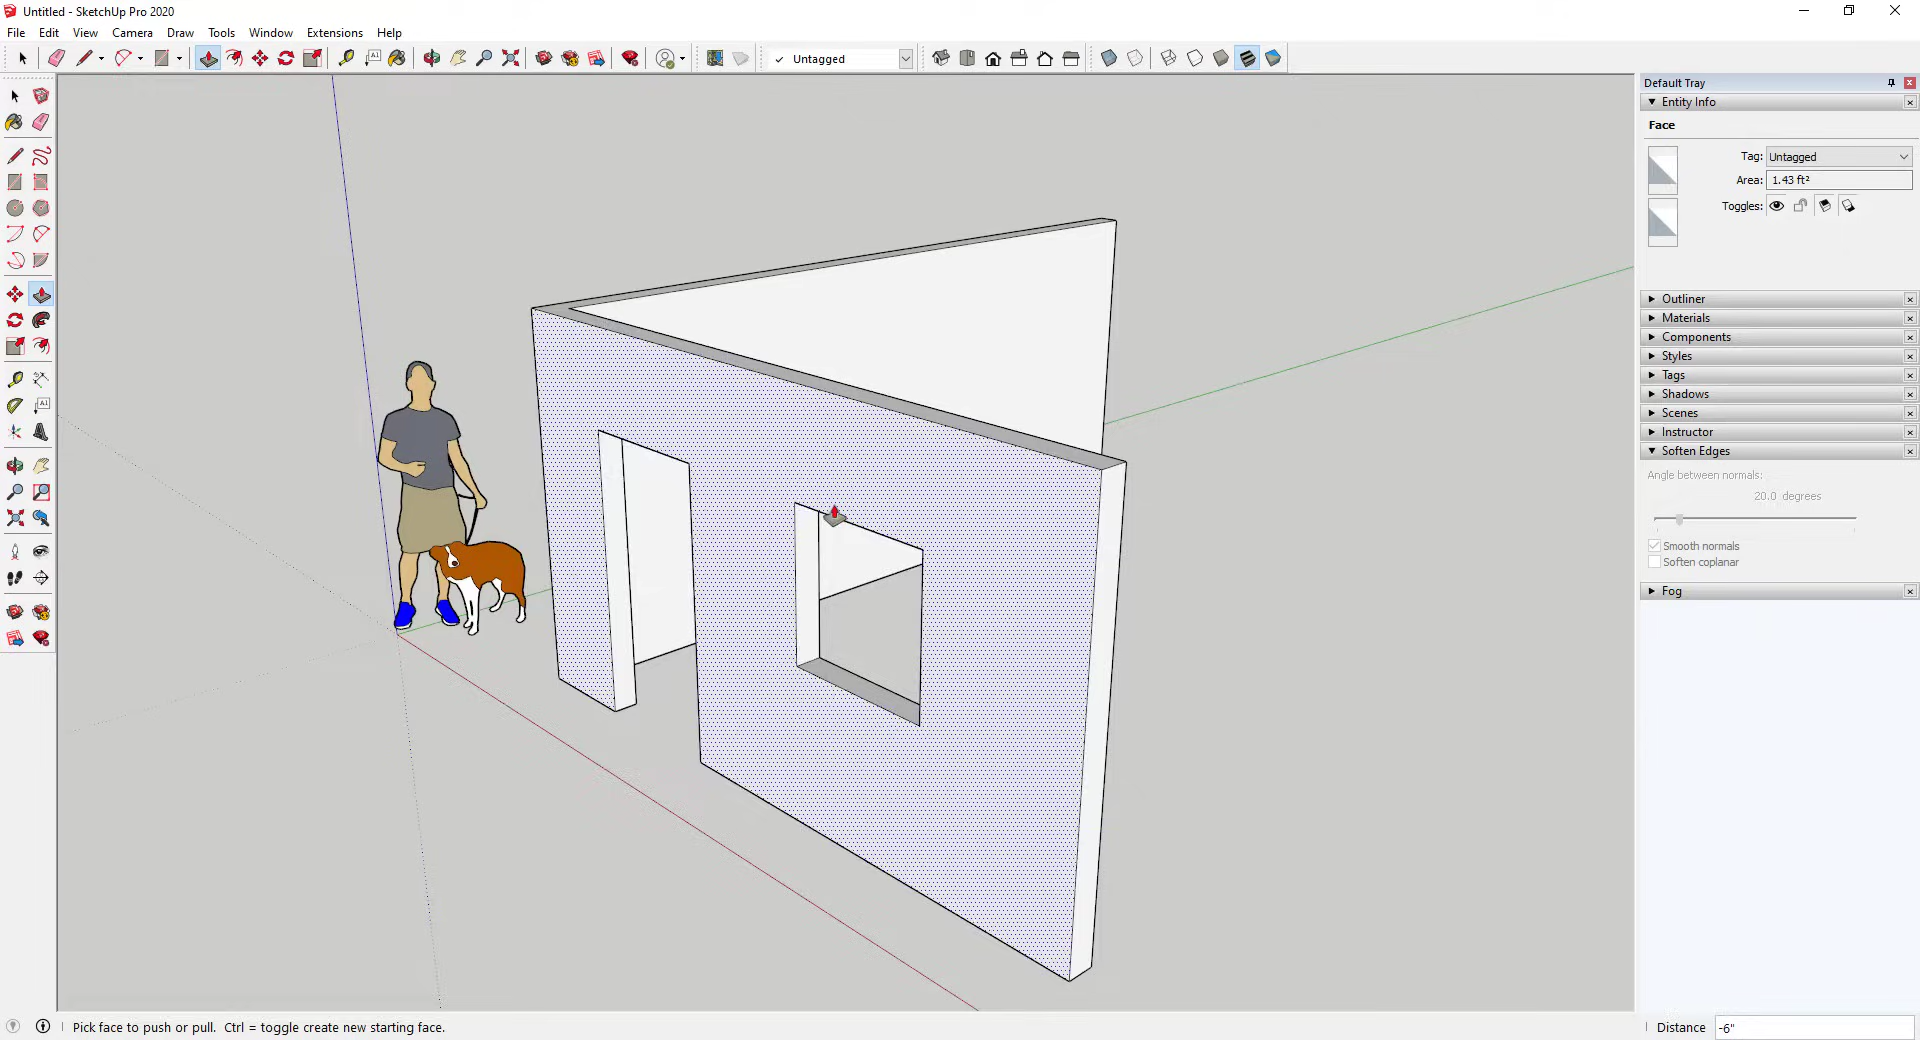 Untitled - SketchUp Pro 2020
File Edit View Camera Draw Tools Window Extensions Help
Untagged
Default Tray
Entity Info
Face
Tag: Untagged
Area: 1.43 ft²
Toggles:
Outliner
Materials
Components
Styles
Tags
Shadows
Scenes
Instructor
Soften Edges
Angle between normals:
20.0 degrees
Smooth normals
Soften coplanar
Fog
Pick face to push or pull. Ctrl = toggle create new starting face.
Distance -6"